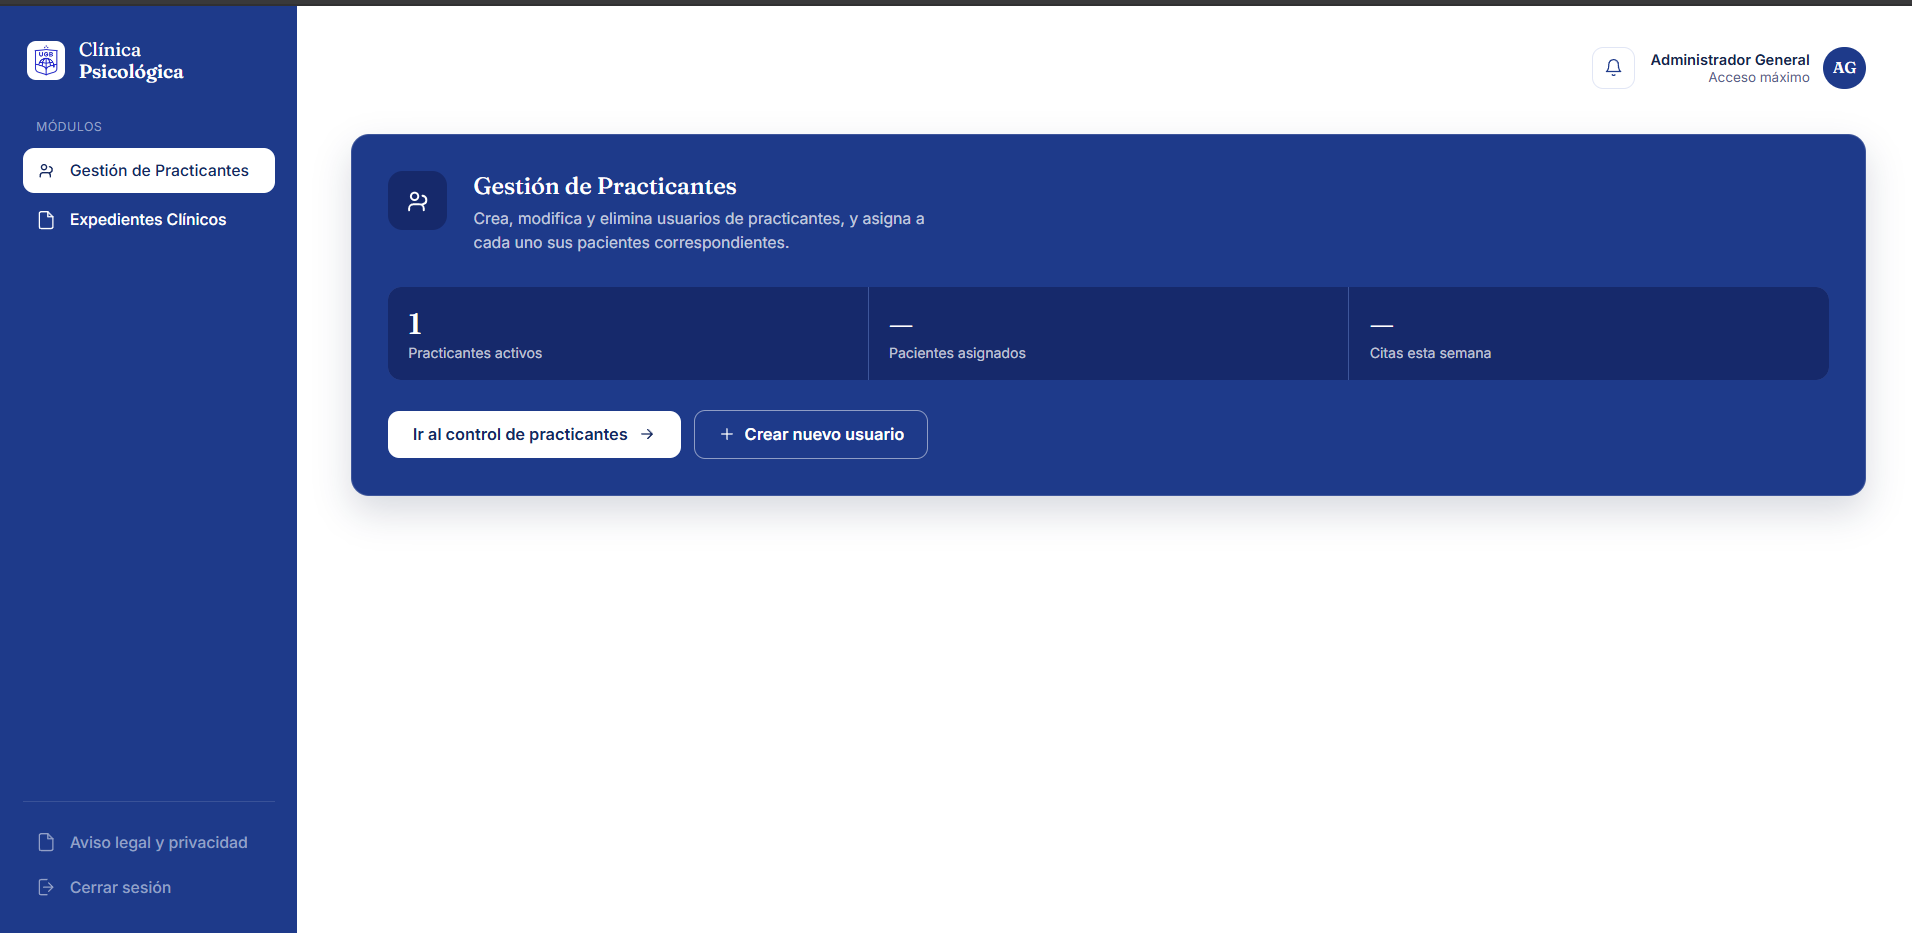 UGB
Clínica
Psicológica
MÓDULOS
Gestión de Practicantes
Expedientes Clínicos
Aviso legal y privacidad
Cerrar sesión
Administrador General
Acceso máximo
AG
Gestión de Practicantes
Crea, modifica y elimina usuarios de practicantes, y asigna a
cada uno sus pacientes correspondientes.
1
Practicantes activos
—
Pacientes asignados
—
Citas esta semana
Ir al control de practicantes →
+ Crear nuevo usuario